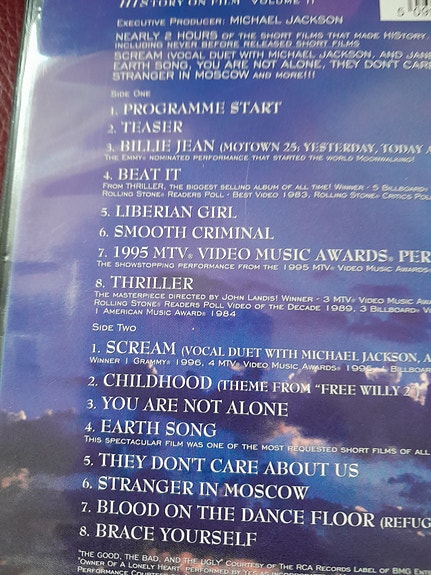 HISTORY ON FILM VOLUME II
EXECUTIVE PRODUCER: MICHAEL JACKSON
NEARLY 2 HOURS OF THE SHORT FILMS THAT MADE HISTORY,
INCLUDING NEVER BEFORE RELEASED SHORT FILMS
SCREAM (VOCAL DUET WITH MICHAEL JACKSON, AND JANE
EARTH SONG, YOU ARE NOT ALONE, THEY DON'T CARE
STRANGER IN MOSCOW AND MORE!!!
SIDE ONE
1. PROGRAMME START
2. TEASER
3. BILLIE JEAN (MOTOWN 25: YESTERDAY, TODAY
THE EMMY® NOMINATED PERFORMANCE THAT STARTED THE WORLD MOONWALKING!
4. BEAT IT
FROM THRILLER, THE BIGGEST SELLING ALBUM OF ALL TIME! WINNER - 5 BILLBOARD
ROLLING STONE® READERS POLL - BEST VIDEO 1983, ROLLING STONE® CRITICS
5. LIBERIAN GIRL
6. SMOOTH CRIMINAL
7. 1995 MTV® VIDEO MUSIC AWARDS® PER
THE SHOWSTOPPING PERFORMANCE FROM THE 1995 MTV® VIDEO MUSIC AWARDS
8. THRILLER
THE MASTERPIECE DIRECTED BY JOHN LANDIS! WINNER - 3 MTV® VIDEO MUSIC
ROLLING STONE® READERS POLL VIDEO OF THE DECADE 1989, 3 BILLBOARD
1 AMERICAN MUSIC AWARD® 1984
SIDE TWO
1. SCREAM (VOCAL DUET WITH MICHAEL JACKSON,
WINNER 1 GRAMMY® 1996, 4 MTV® VIDEO MUSIC AWARDS® BILLBOAR
2. CHILDHOOD (THEME FROM "FREE WILLY 2")
3. YOU ARE NOT ALONE
4. EARTH SONG
THIS SPECTACULAR FILM WAS ONE OF THE MOST REQUESTED SHORT FILMS OF ALL
5. THEY DON'T CARE ABOUT US
6. STRANGER IN MOSCOW
7. BLOOD ON THE DANCE FLOOR (REFUG
8. BRACE YOURSELF
"THE GOOD, THE BAD, AND THE UGLY" COURTESY OF THE RCA RECORDS LABEL OF BMG
"OWNER OF A LONELY HEART" PERFORMED BY YES
PERFORMANCE